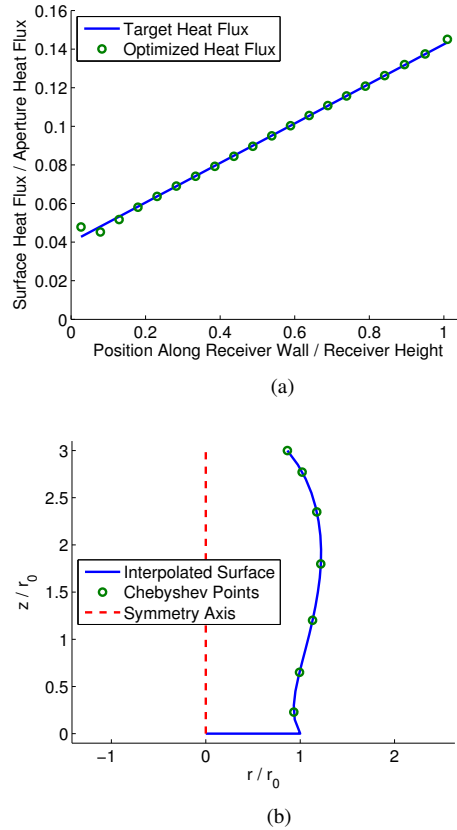 0.16
0.14
0.12
0.1
0.08
0.06
0.04
0.02
0
Surface Heat Flux / Aperture Heat Flux
Target Heat Flux
Optimized Heat Flux
0 0.2 0.4 0.6 0.8 1
Position Along Receiver Wall / Receiver Height
(a)
3
2.5
2
1.5
1
0.5
0
z / r0
Interpolated Surface
Chebyshev Points
Symmetry Axis
−1 0 1 2
r / r0
(b)